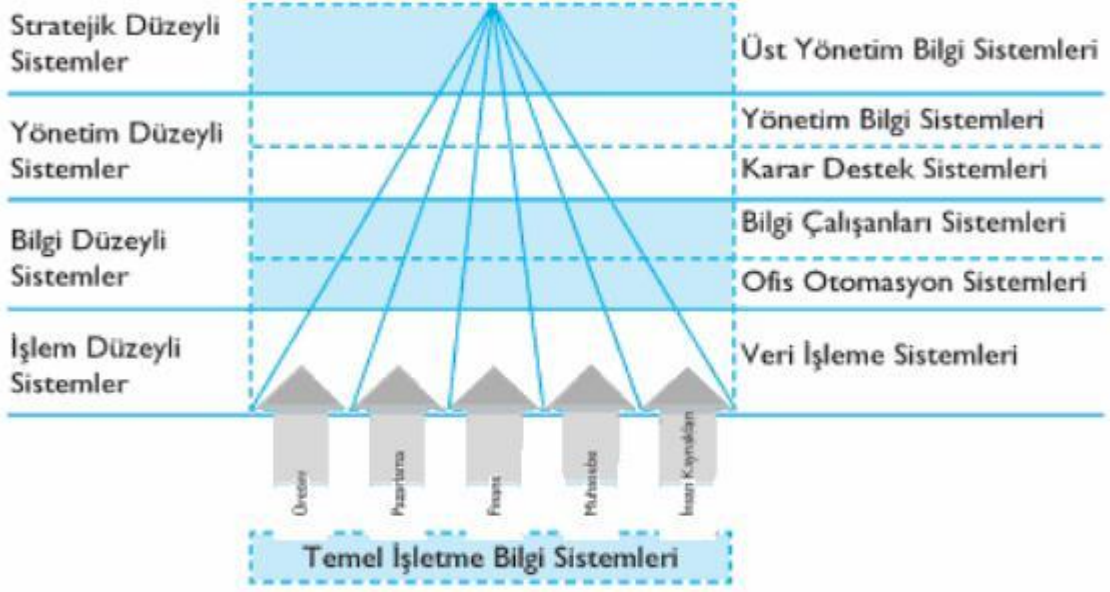 Stratejik Düzeyli
Sistemler
Üst Yönetim Bilgi Sistemleri
Yönetim Düzeyli
Sistemler
Yönetim Bilgi Sistemleri
Karar Destek Sistemleri
Bilgi Düzeyli
Sistemler
Bilgi Çalışanları Sistemleri
Ofis Otomasyon Sistemleri
İşlem Düzeyli
Sistemler
Veri İşleme Sistemleri
Üretim
Pazarlama
Finans
Muhasebe
İnsan Kaynakları
Temel İşletme Bilgi Sistemleri